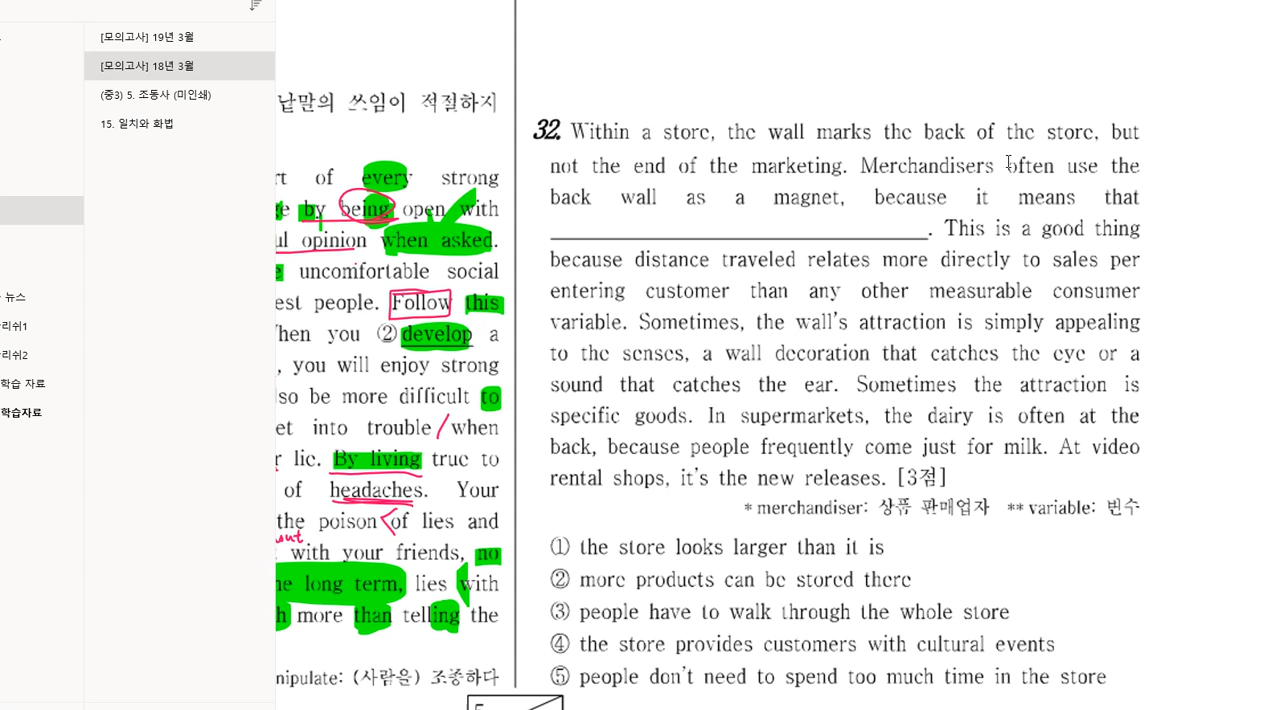 [모의고사] 19년 3월
[모의고사] 18년 3월
(중3) 5. 조동사 (미인쇄)
15. 일치와 화법
뉴스
리쉬1
리쉬2
학습 자료
학습자료
낱말의 쓰임이 적절하지
of every strong
by being open with
opinion when asked.
uncomfortable social
people. Follow this
you ② develop a
, you will enjoy strong
be more difficult to
into trouble / when
lie. By living true to
of headaches. Your
the poison < of lies and
out
with your friends, no
long term, lies with
more than telling the
(사람을) 조종하다
5
32. Within a store, the wall marks the back of the store, but
not the end of the marketing. Merchandisers often use the
back wall as a magnet, because it means that
. This is a good thing
because distance traveled relates more directly to sales per
entering customer than any other measurable consumer
variable. Sometimes, the wall's attraction is simply appealing
to the senses, a wall decoration that catches the eye or a
sound that catches the ear. Sometimes the attraction is
specific goods. In supermarkets, the dairy is often at the
back, because people frequently come just for milk. At video
rental shops, it's the new releases. [3점]
* merchandiser: 상품 판매업자 ** variable: 변수
① the store looks larger than it is
② more products can be stored there
③ people have to walk through the whole store
④ the store provides customers with cultural events
⑤ people don't need to spend too much time in the store